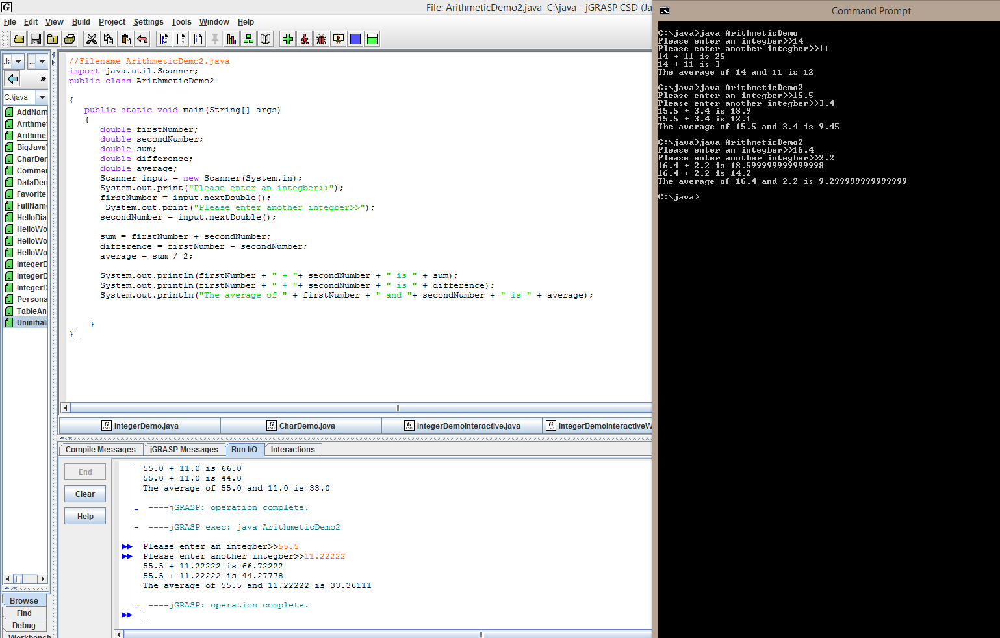 File: ArithmeticDemo2.java  C:\java - jGRASP CSD (Ja
File Edit View Build Project Settings Tools Window Help
Ja
...
C:\java
AddNam
Arithmet
Arithmet
BigJavaV
CharDem
Commen
DataDem
Favorite
FullName
HelloDia
HelloWo
HelloWo
HelloWo
IntegerD
IntegerD
IntegerD
Persona
TableAn
Uninitiali
Browse
Find
Debug
Workbench
//Filename ArithmeticDemo2.java
import java.util.Scanner;
public class ArithmeticDemo2
{
public static void main(String[] args)
{
double firstNumber;
double secondNumber;
double sum;
double difference;
double average;
Scanner input = new Scanner(System.in);
System.out.print("Please enter an integber>>");
firstNumber = input.nextDouble();
System.out.print("Please enter another integber>>");
secondNumber = input.nextDouble();
sum = firstNumber + secondNumber;
difference = firstNumber - secondNumber;
average = sum / 2;
System.out.println(firstNumber + " + "+ secondNumber + " is " + sum);
System.out.println(firstNumber + " + "+ secondNumber + " is " + difference);
System.out.println("The average of " + firstNumber + " and "+ secondNumber + " is " + average);
}
}
IntegerDemo.java
CharDemo.java
IntegerDemoInteractive.java
IntegerDemoInteractiveW
Compile Messages
jGRASP Messages
Run I/O
Interactions
End
Clear
Help
55.0 + 11.0 is 66.0
55.0 + 11.0 is 44.0
The average of 55.0 and 11.0 is 33.0
----jGRASP: operation complete.
----jGRASP exec: java ArithmeticDemo2
Please enter an integber>>55.5
Please enter another integber>>11.22222
55.5 + 11.22222 is 66.72222
55.5 + 11.22222 is 44.27778
The average of 55.5 and 11.22222 is 33.36111
----jGRASP: operation complete.
Command Prompt
C:\java>java ArithmeticDemo
Please enter an integber>>14
Please enter another integber>>11
14 + 11 is 25
14 + 11 is 3
The average of 14 and 11 is 12
C:\java>java ArithmeticDemo2
Please enter an integber>>15.5
Please enter another integber>>3.4
15.5 + 3.4 is 18.9
15.5 + 3.4 is 12.1
The average of 15.5 and 3.4 is 9.45
C:\java>java ArithmeticDemo2
Please enter an integber>>16.4
Please enter another integber>>2.2
16.4 + 2.2 is 18.599999999999998
16.4 + 2.2 is 14.2
The average of 16.4 and 2.2 is 9.299999999999999
C:\java>